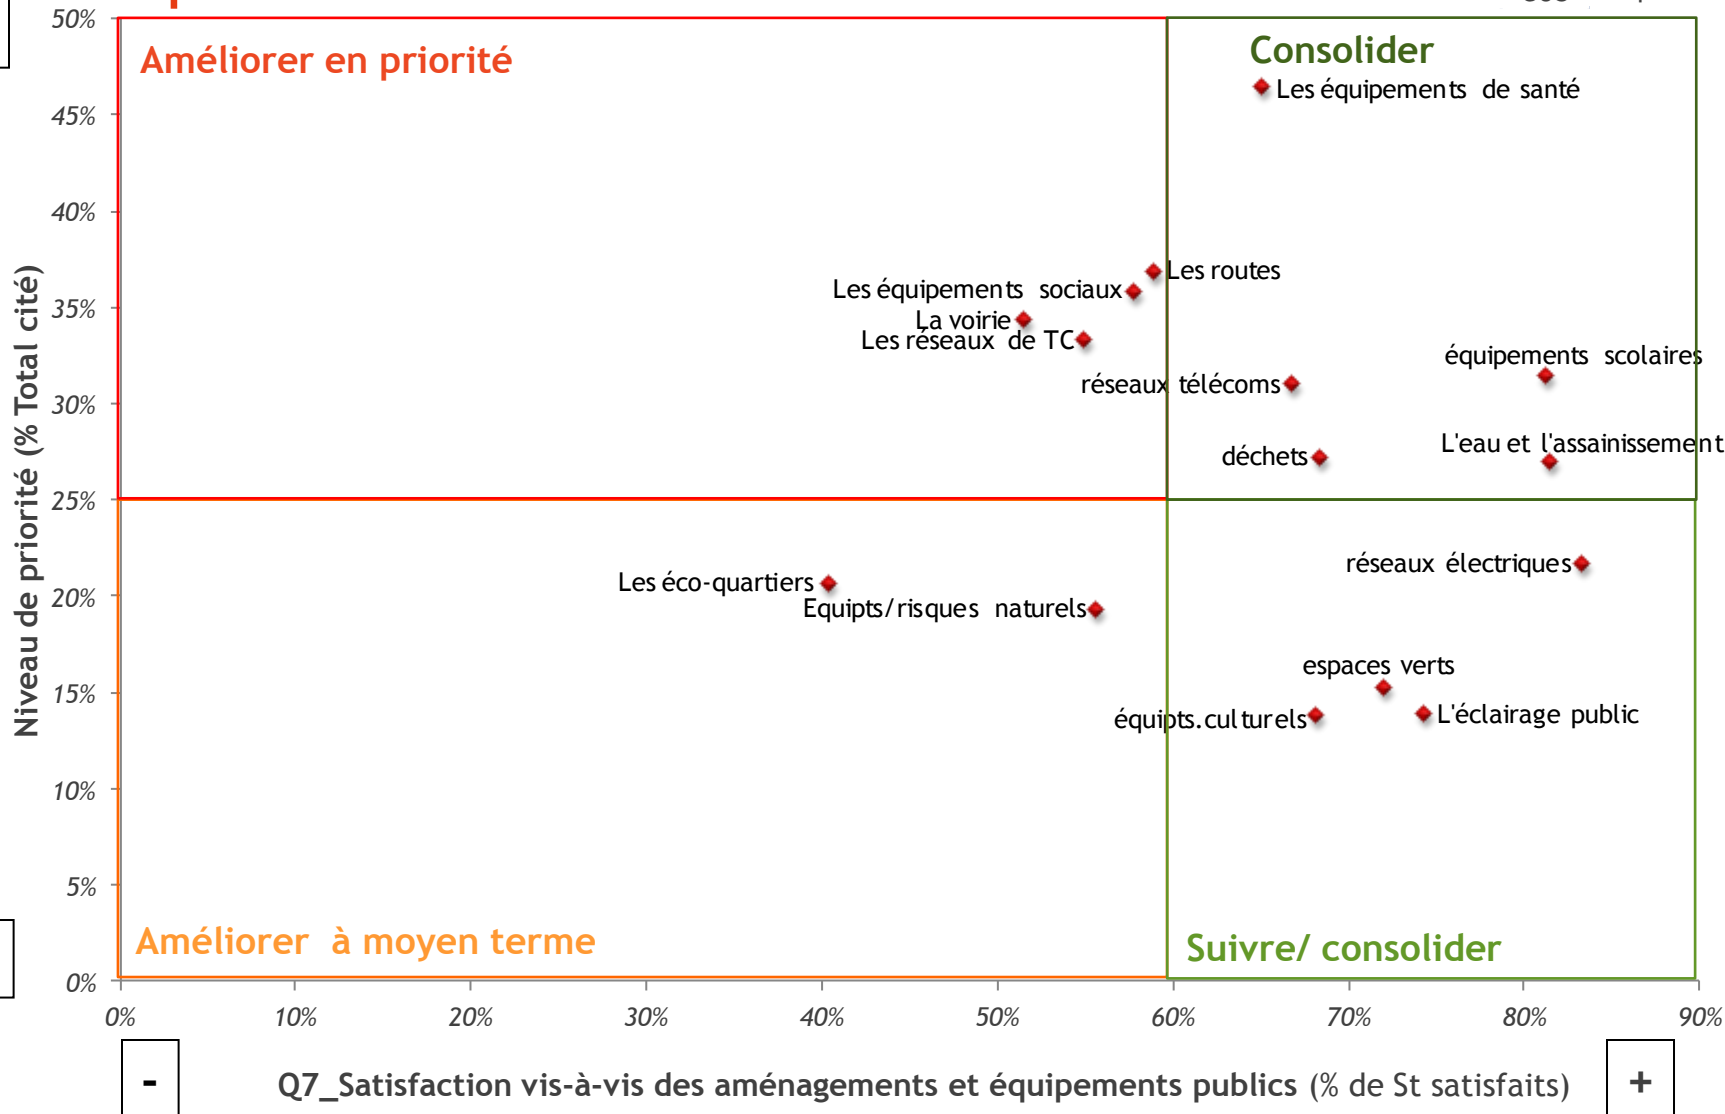 50%
Améliorer en priorité
Consolider
Les équipements de santé
45%
40%
Les routes
Les équipements sociaux
35%
La voirie
Les réseaux de TC
équipements scolaires
réseaux télécoms
30%
L'eau et l'assainissement
déchets
25%
réseaux électriques
Les éco-quartiers
20%
Equipts/risques naturels
espaces verts
15%
équipts.culturels
L'éclairage public
10%
5%
Améliorer à moyen terme
Suivre/ consolider
0%
Niveau de priorité (% Total cité)
0% 10% 20% 30% 40% 50% 60% 70% 80% 90%
-
Q7_Satisfaction vis-à-vis des aménagements et équipements publics (% de St satisfaits)
+